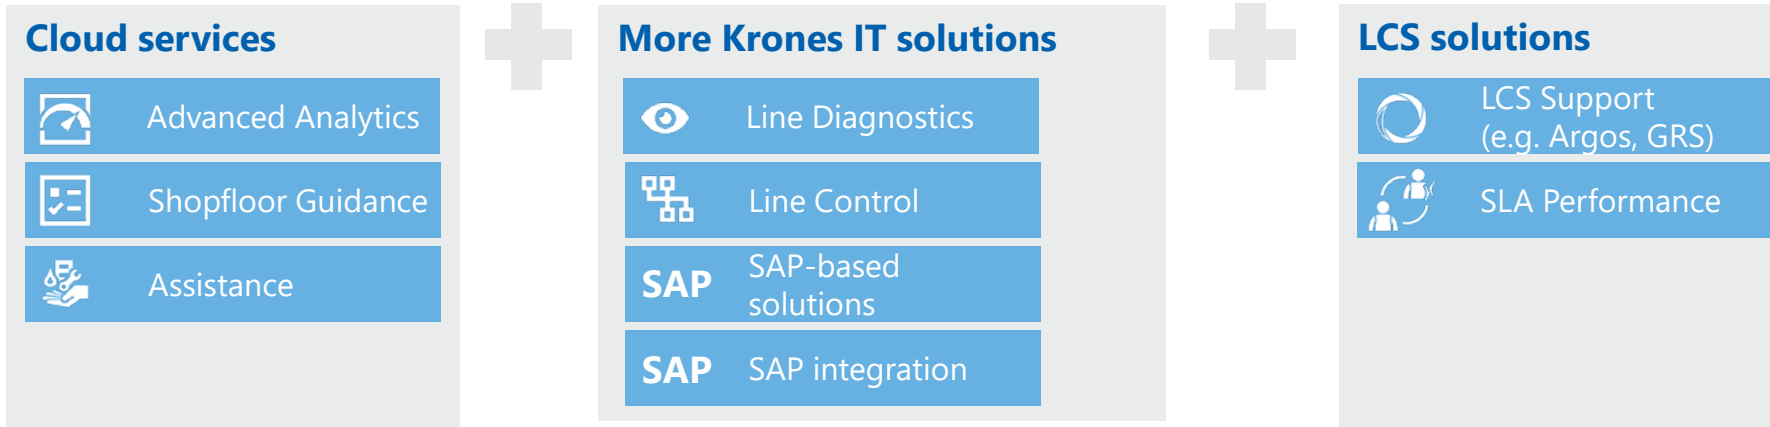 Cloud services
Advanced Analytics
Shopfloor Guidance
Assistance
More Krones IT solutions
Line Diagnostics
Line Control
SAP SAP-based
solutions
SAP SAP integration
LCS solutions
LCS Support
(e.g. Argos, GRS)
SLA Performance